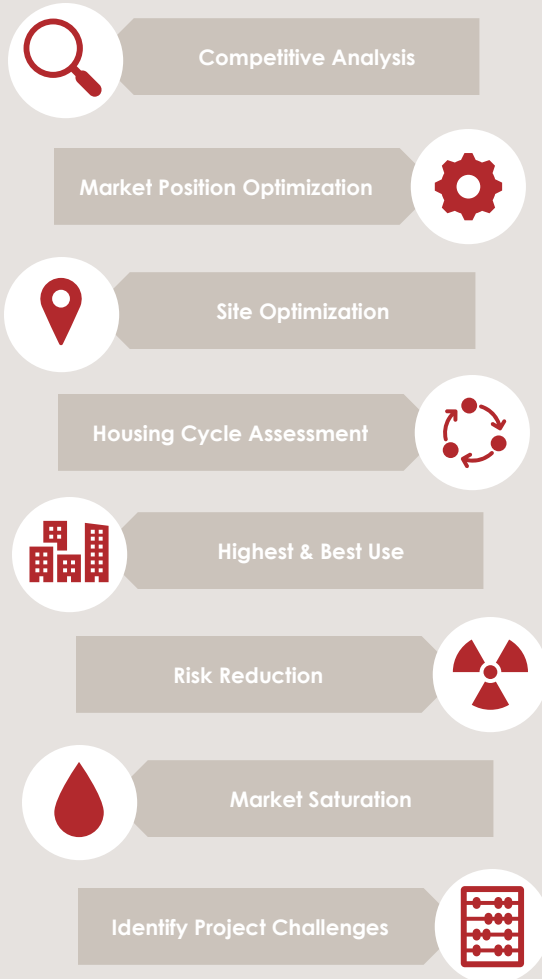 Competitive Analysis
Market Position Optimization
Site Optimization
Housing Cycle Assessment
Highest & Best Use
Risk Reduction
Market Saturation
Identify Project Challenges